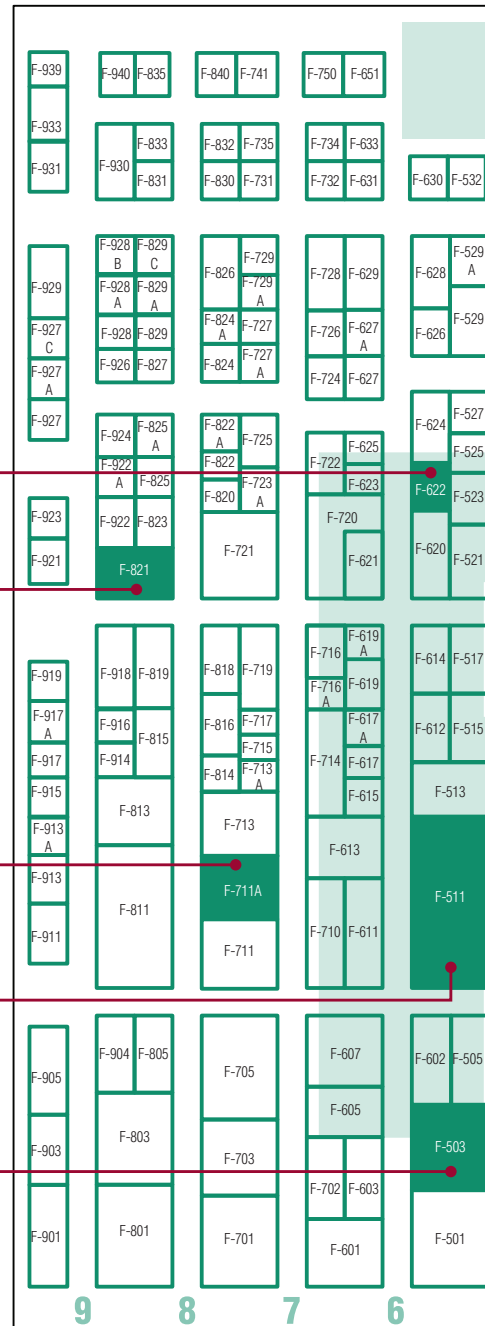 F-939
F-940
F-835
F-840
F-741
F-750
F-651
F-933
F-931
F-930
F-833
F-831
F-832
F-735
F-830
F-731
F-734
F-633
F-732
F-631
F-630
F-532
F-929
F-927
C
F-927
A
F-927
F-928
B
F-829
C
F-928
A
F-829
A
F-928
F-829
F-926
F-827
F-826
F-729
F-729
A
F-824
A
F-727
F-824
F-727
A
F-728
F-629
F-726
F-627
A
F-724
F-627
F-628
F-529
A
F-626
F-529
F-923
F-921
F-924
F-825
A
F-922
A
F-825
F-922
F-823
F-821
F-822
A
F-725
F-822
F-820
F-723
A
F-721
F-722
F-625
F-623
F-720
F-621
F-624
F-527
F-525
F-622
F-523
F-620
F-521
F-919
F-917
A
F-917
F-915
F-913
A
F-913
F-911
F-918
F-819
F-916
F-815
F-914
F-813
F-811
F-818
F-719
F-816
F-717
F-715
F-814
F-713
A
F-713
F-711A
F-711
F-716
F-619
A
F-716
A
F-619
F-714
F-617
A
F-617
F-615
F-613
F-710
F-611
F-614
F-517
F-612
F-515
F-513
F-511
F-905
F-903
F-901
F-904
F-805
F-803
F-801
F-705
F-703
F-701
F-607
F-605
F-702
F-603
F-601
F-602
F-505
F-503
F-501
9
8
7
6